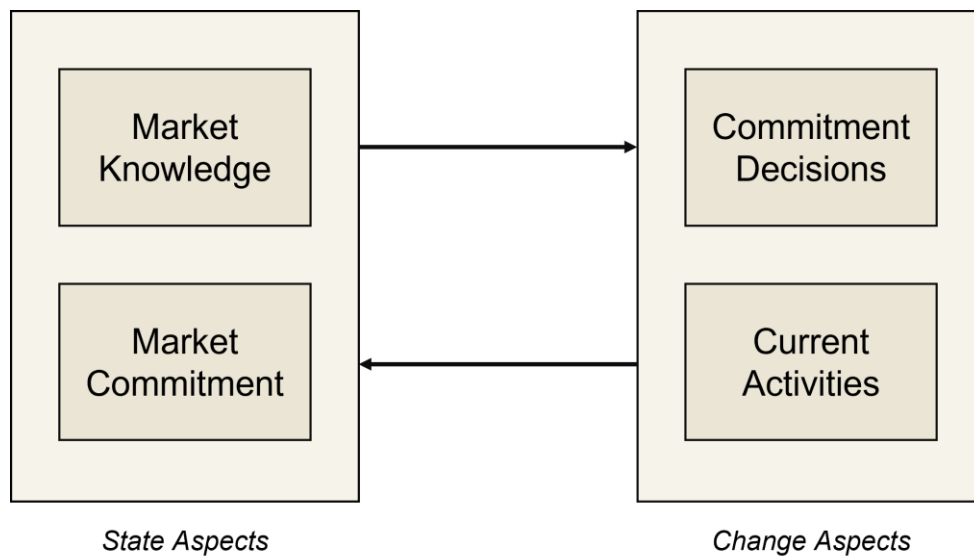 Market
Knowledge
Commitment
Decisions
Market
Commitment
Current
Activities
State Aspects
Change Aspects